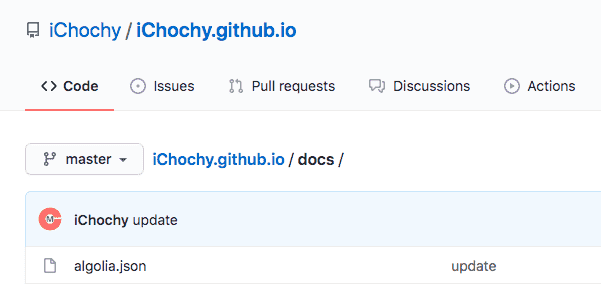 iChochy / iChochy.github.io
Code Issues Pull requests Discussions Actions
master iChochy.github.io / docs /
M iChochy update
algolia.json update